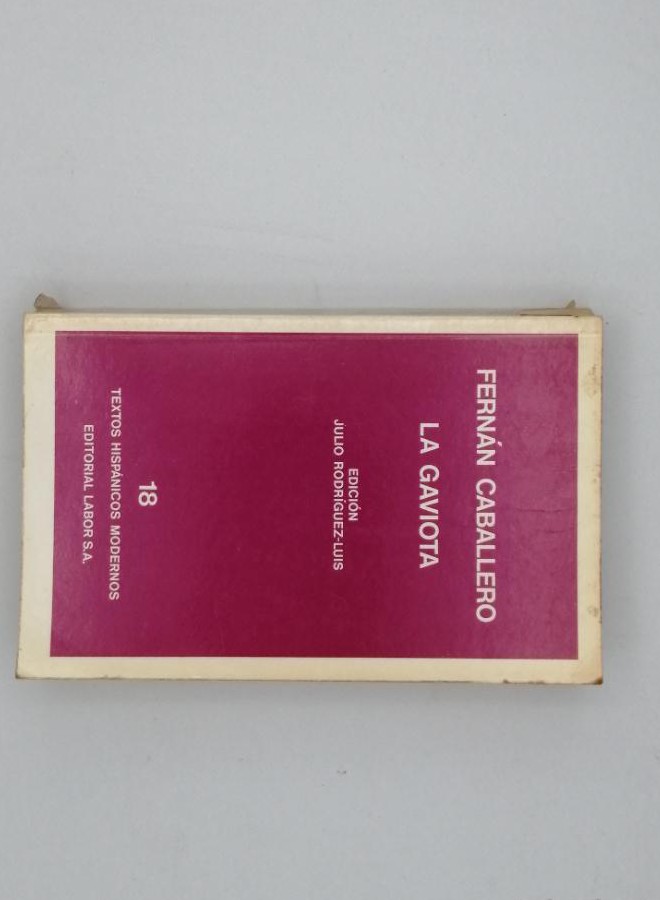 FERNÁN CABALLERO
LA GAVIOTA
EDICIÓN
JULIO RODRÍGUEZ-LUIS
18
TEXTOS HISPÁNICOS MODERNOS
EDITORIAL LABOR S.A.